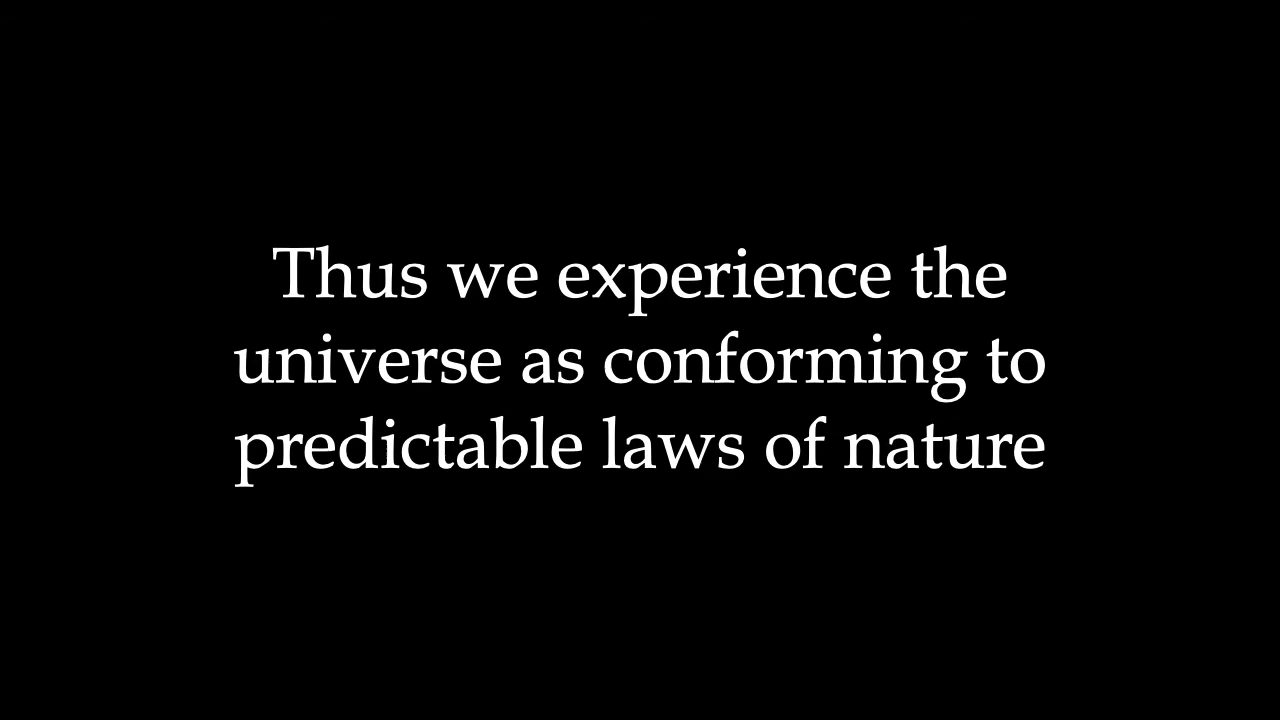 Thus we experience the
universe as conforming to
predictable laws of nature